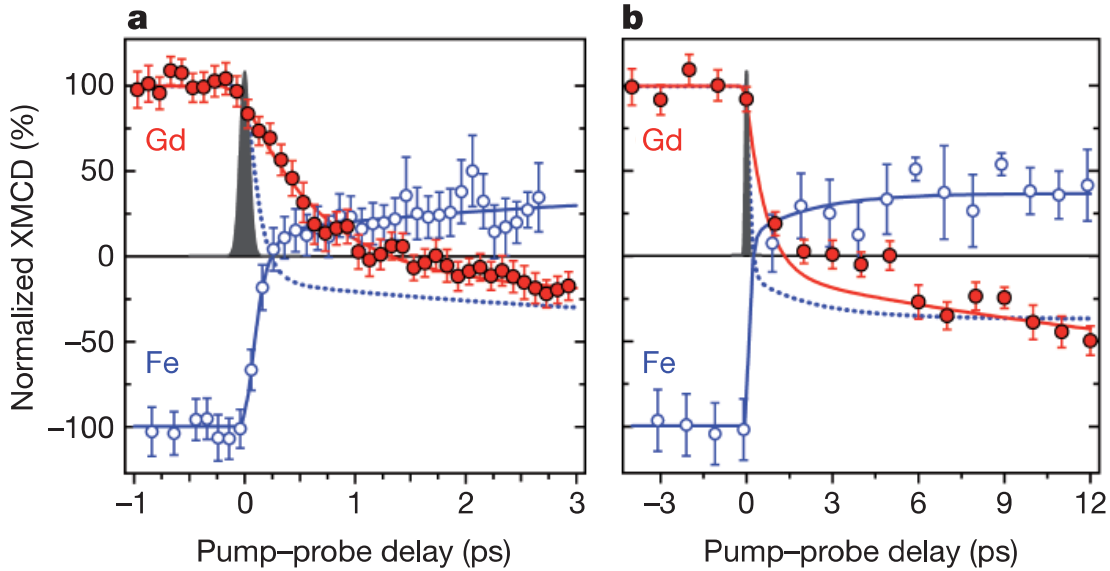 a
b
Normalized XMCD (%)
100
50
0
−50
−100
Gd
Fe
Gd
Fe
−1
0
1
2
3
−3
0
3
6
9
12
Pump–probe delay (ps)
Pump–probe delay (ps)